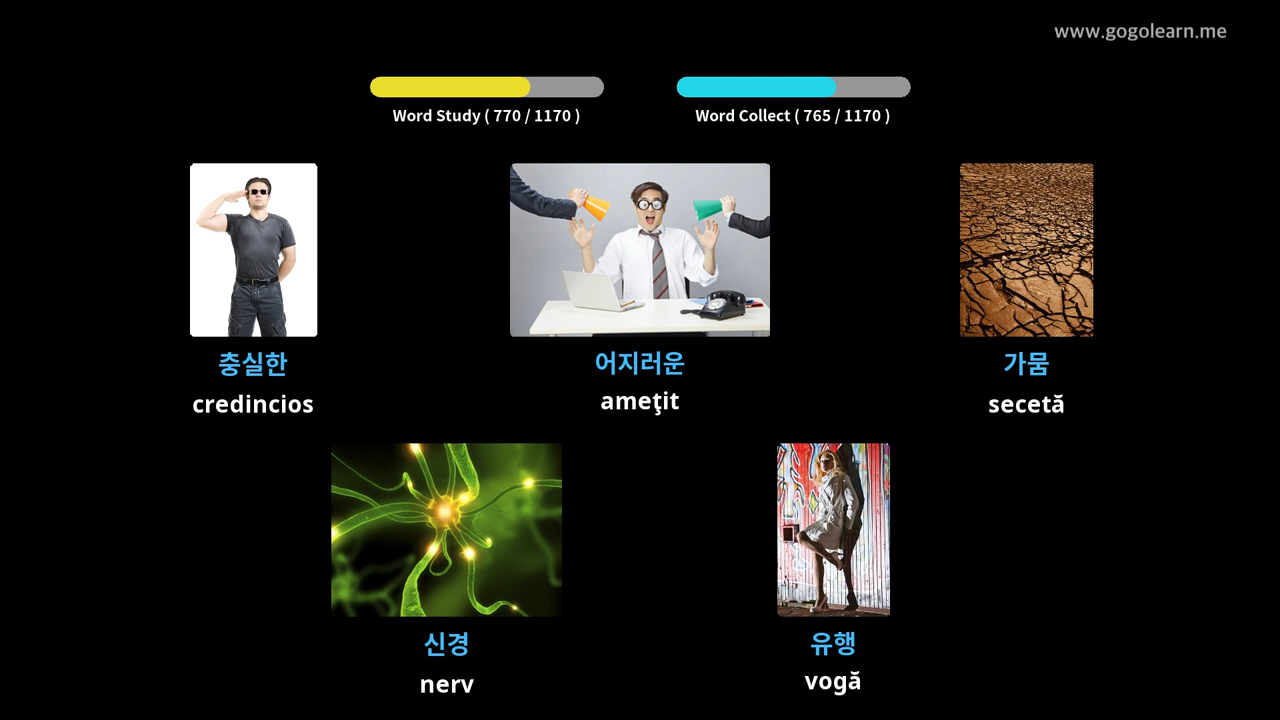 www.gogolearn.me
Word Study ( 770 / 1170 )
Word Collect ( 765 / 1170 )
충실한
credincios
어지러운
ameţit
가뭄
secetă
신경
nerv
유행
vogă